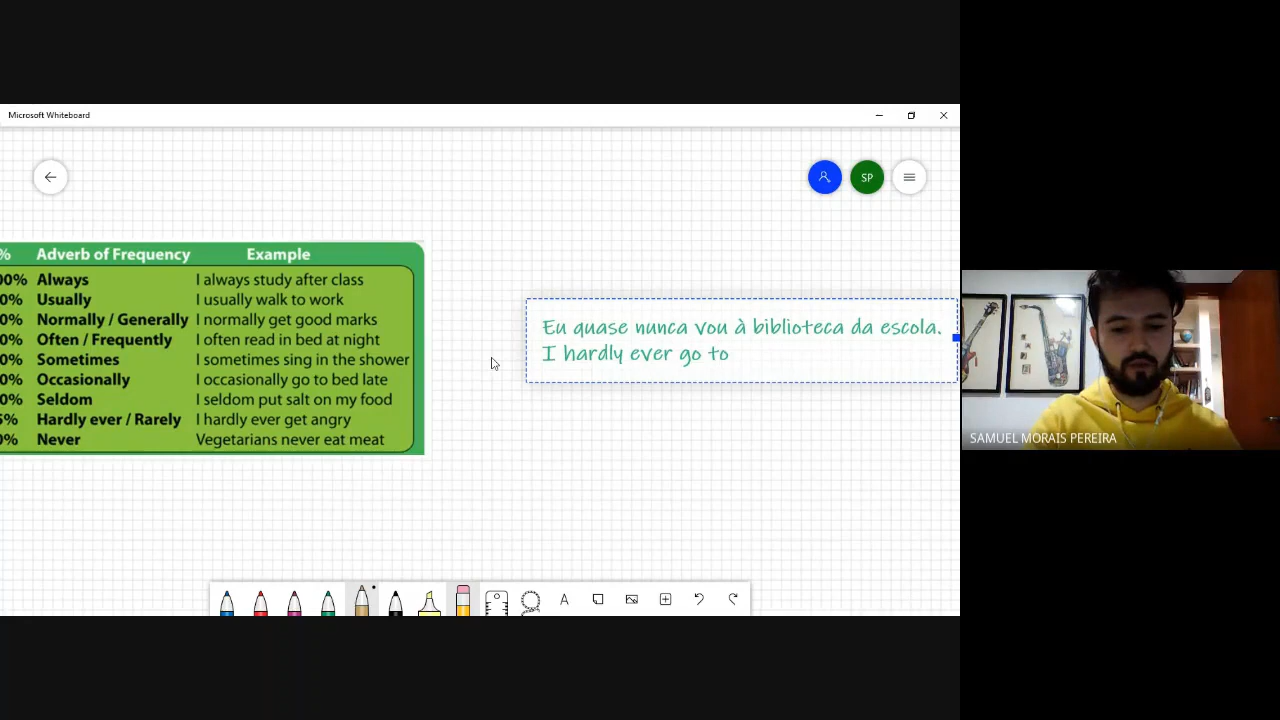 Microsoft Whiteboard
SP
% Adverb of Frequency Example
00% Always I always study after class
0% Usually I usually walk to work
0% Normally / Generally I normally get good marks
0% Often / Frequently I often read in bed at night
0% Sometimes I sometimes sing in the shower
0% Occasionally I occasionally go to bed late
0% Seldom I seldom put salt on my food
5% Hardly ever / Rarely I hardly ever get angry
0% Never Vegetarians never eat meat
Eu quase nunca vou à biblioteca da escola.
I hardly ever go to
SAMUEL MORAIS PEREIRA
A